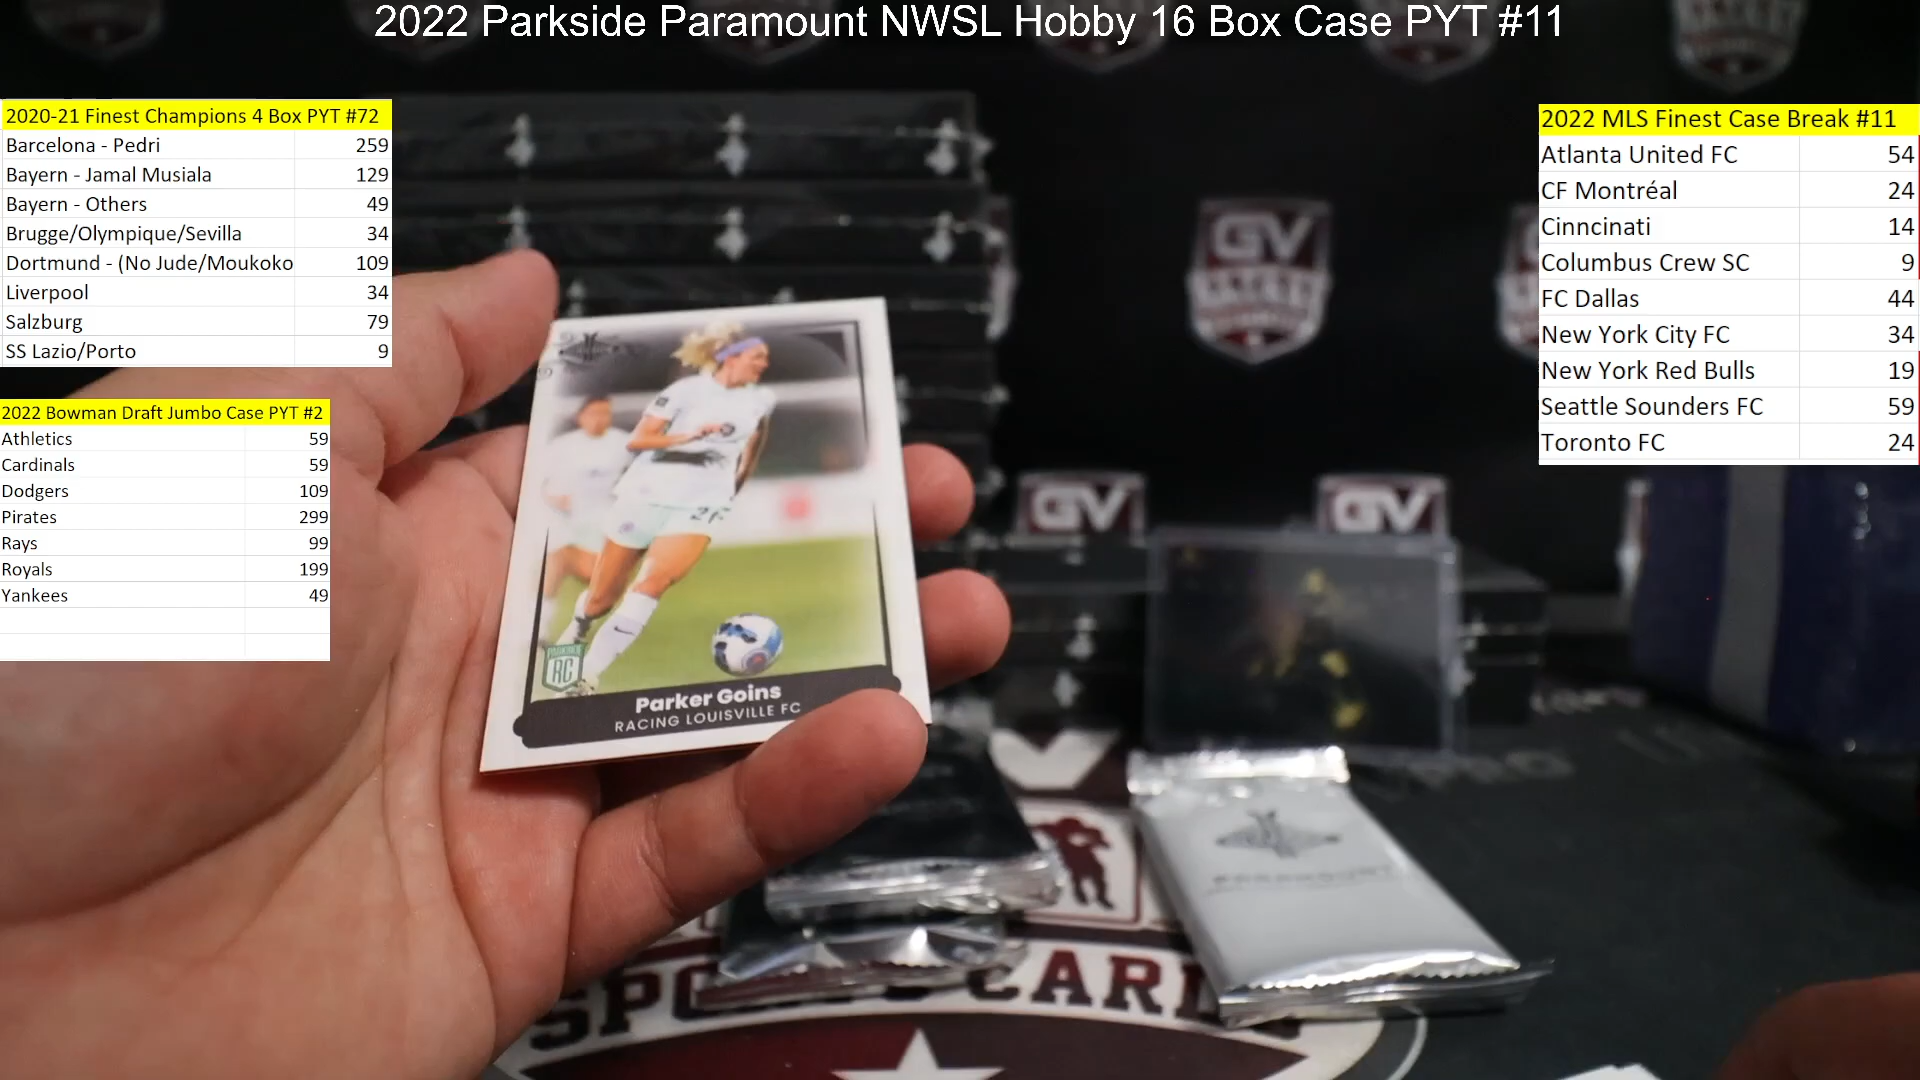 2022 Parkside Paramount NWSL Hobby 16 Box Case PYT #11
2020-21 Finest Champions 4 Box PYT #72
Barcelona - Pedri 259
Bayern - Jamal Musiala 129
Bayern - Others 49
Brugge/Olympique/Sevilla 34
Dortmund - (No Jude/Moukoko 109
Liverpool 34
Salzburg 79
SS Lazio/Porto 9
2022 Bowman Draft Jumbo Case PYT #2
Athletics 59
Cardinals 59
Dodgers 109
Pirates 299
Rays 99
Royals 199
Yankees 49
2022 MLS Finest Case Break #11
Atlanta United FC 54
CF Montréal 24
Cinncinati 14
Columbus Crew SC 9
FC Dallas 44
New York City FC 34
New York Red Bulls 19
Seattle Sounders FC 59
Toronto FC 24
GV
GV
GV
PARKSIDE
RC
Parker Goins
RACING LOUISVILLE FC